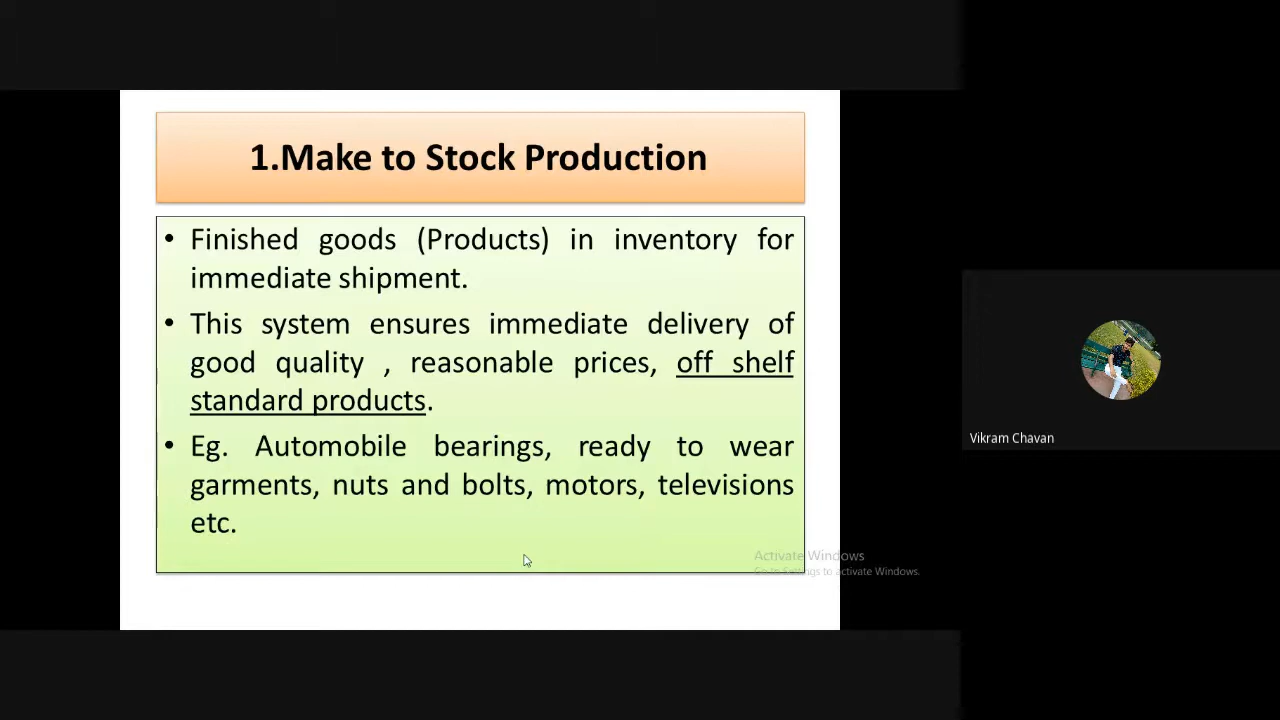 1.Make to Stock Production
• Finished goods (Products) in inventory for
immediate shipment.
• This system ensures immediate delivery of
good quality , reasonable prices, off shelf
standard products.
• Eg. Automobile bearings, ready to wear
garments, nuts and bolts, motors, televisions
etc.
Activate Windows
Go to Settings to activate Windows.
Vikram Chavan